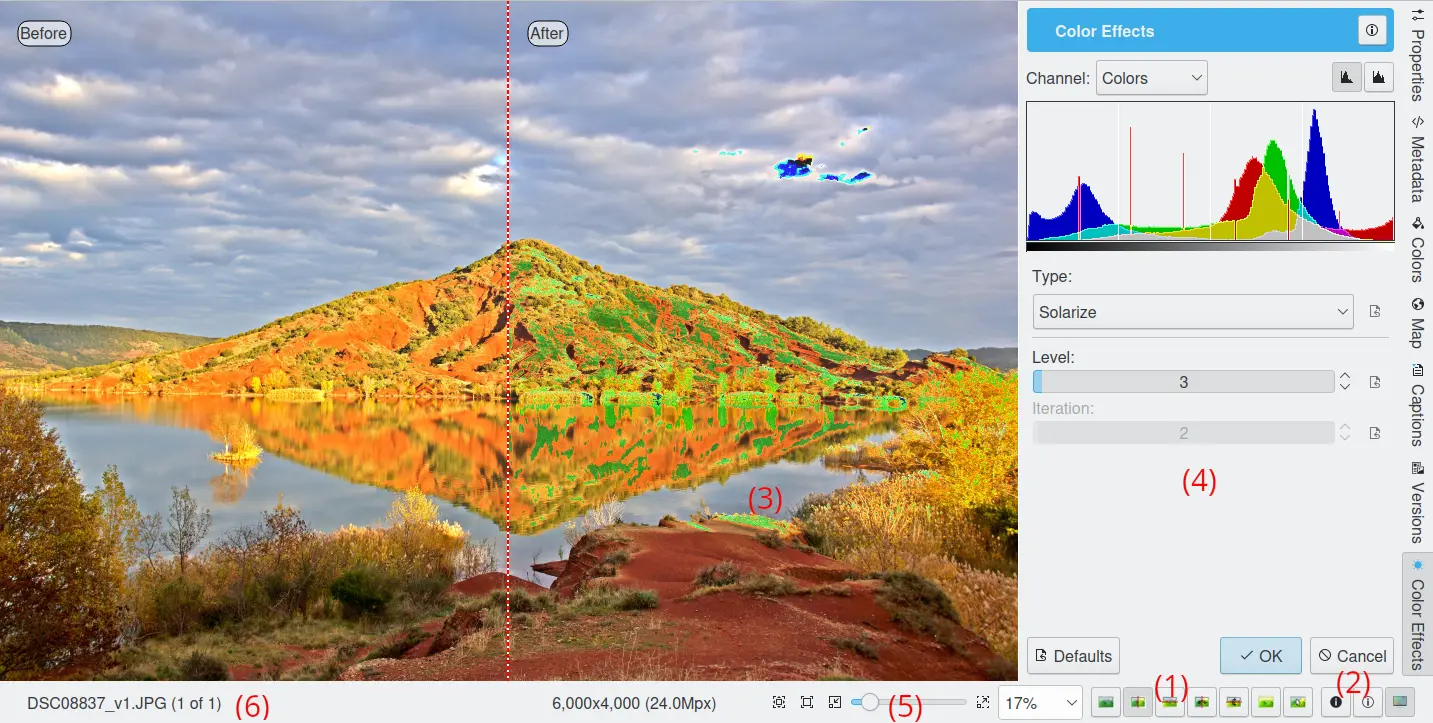 Before
After
Color Effects
Channel: Colors
Type:
Solarize
Level:
3
Iteration:
2
(4)
(3)
Defaults
OK
Cancel
Properties
Metadata
Colors
Map
Captions
Versions
Color Effects
DSC08837_v1.JPG (1 of 1)
(6)
6,000x4,000 (24.0Mpx)
(5)
17%
(1)
(2)